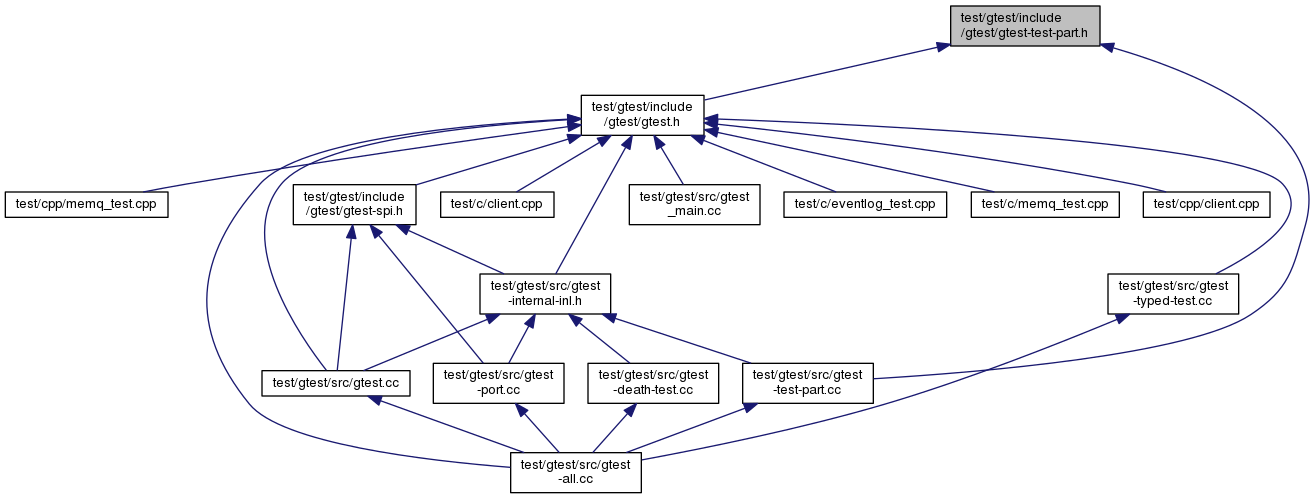 test/gtest/include
/gtest/gtest-test-part.h
test/gtest/include
/gtest/gtest.h
test/cpp/memq_test.cpp
test/gtest/include
/gtest/gtest-spi.h
test/c/client.cpp
test/gtest/src/gtest
_main.cc
test/c/eventlog_test.cpp
test/c/memq_test.cpp
test/cpp/client.cpp
test/gtest/src/gtest
-internal-inl.h
test/gtest/src/gtest
-typed-test.cc
test/gtest/src/gtest.cc
test/gtest/src/gtest
-port.cc
test/gtest/src/gtest
-death-test.cc
test/gtest/src/gtest
-test-part.cc
test/gtest/src/gtest
-all.cc